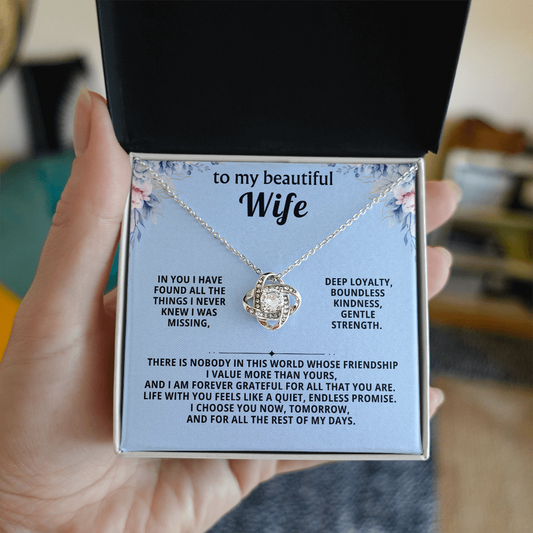 to my beautiful
Wife
IN YOU I HAVE
FOUND ALL THE
THINGS I NEVER
KNEW I WAS
MISSING,
DEEP LOYALTY,
BOUNDLESS
KINDNESS,
GENTLE
STRENGTH.
THERE IS NOBODY IN THIS WORLD WHOSE FRIENDSHIP
I VALUE MORE THAN YOURS,
AND I AM FOREVER GRATEFUL FOR ALL THAT YOU ARE.
LIFE WITH YOU FEELS LIKE A QUIET, ENDLESS PROMISE.
I CHOOSE YOU NOW, TOMORROW,
AND FOR ALL THE REST OF MY DAYS.